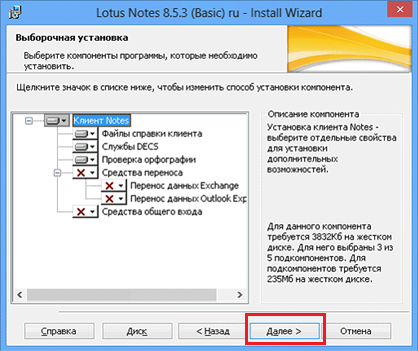 Lotus Notes 8.5.3 (Basic) ru - Install Wizard
Выборочная установка
Выберите компоненты программы, которые необходимо
установить.
Щелкните значок в списке ниже, чтобы изменить способ установки компонента.
Клиент Notes
Файлы справки клиента
Службы DECS
Проверка орфографии
Средства переноса
Перенос данных Exchange
Перенос данных Outlook Exp
Средства общего входа
Описание компонента
Установка клиента Notes -
выберите отдельные свойства
для установки
дополнительных
возможностей.
Для данного компонента
требуется 3832Кб на жестком
диске. Для него выбраны 3 из
5 подкомпонентов. Для
подкомпонентов требуется
235Мб на жестком диске.
Справка
Диск
< Назад
Далее >
Отмена